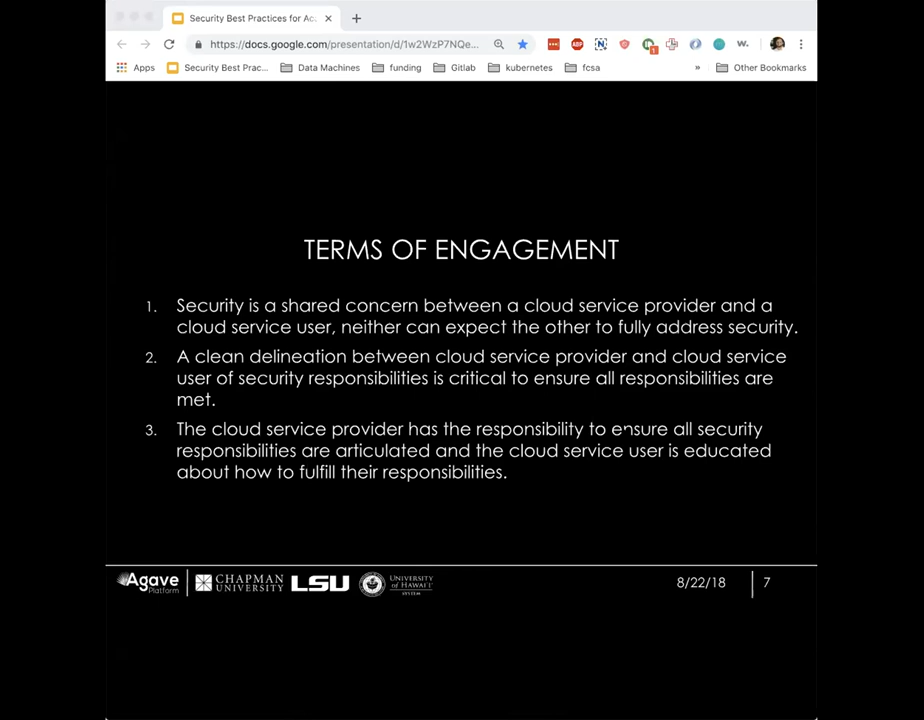 Security Best Practices for Ac
https://docs.google.com/presentation/d/1w2WzP7NQe...
Apps
Security Best Prac...
Data Machines
funding
Gitlab
kubernetes
fcsa
»
Other Bookmarks
TERMS OF ENGAGEMENT
1. Security is a shared concern between a cloud service provider and a
cloud service user, neither can expect the other to fully address security.
2. A clean delineation between cloud service provider and cloud service
user of security responsibilities is critical to ensure all responsibilities are
met.
3. The cloud service provider has the responsibility to ensure all security
responsibilities are articulated and the cloud service user is educated
about how to fulfill their responsibilities.
Agave
Platform
CHAPMAN
UNIVERSITY
LSU
UNIVERSITY
of HAWAI'I
SYSTEM
8/22/18
7